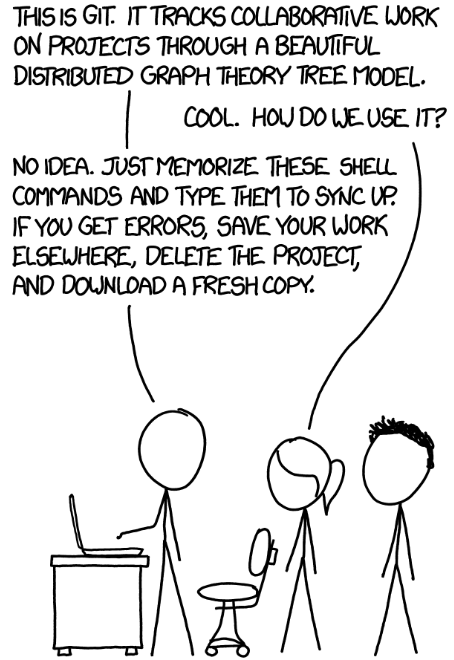 THIS IS GIT. IT TRACKS COLLABORATIVE WORK
ON PROJECTS THROUGH A BEAUTIFUL
DISTRIBUTED GRAPH THEORY TREE MODEL.
COOL. HOW DO WE USE IT?
NO IDEA. JUST MEMORIZE THESE SHELL
COMMANDS AND TYPE THEM TO SYNC UP.
IF YOU GET ERRORS, SAVE YOUR WORK
ELSEWHERE, DELETE THE PROJECT,
AND DOWNLOAD A FRESH COPY.